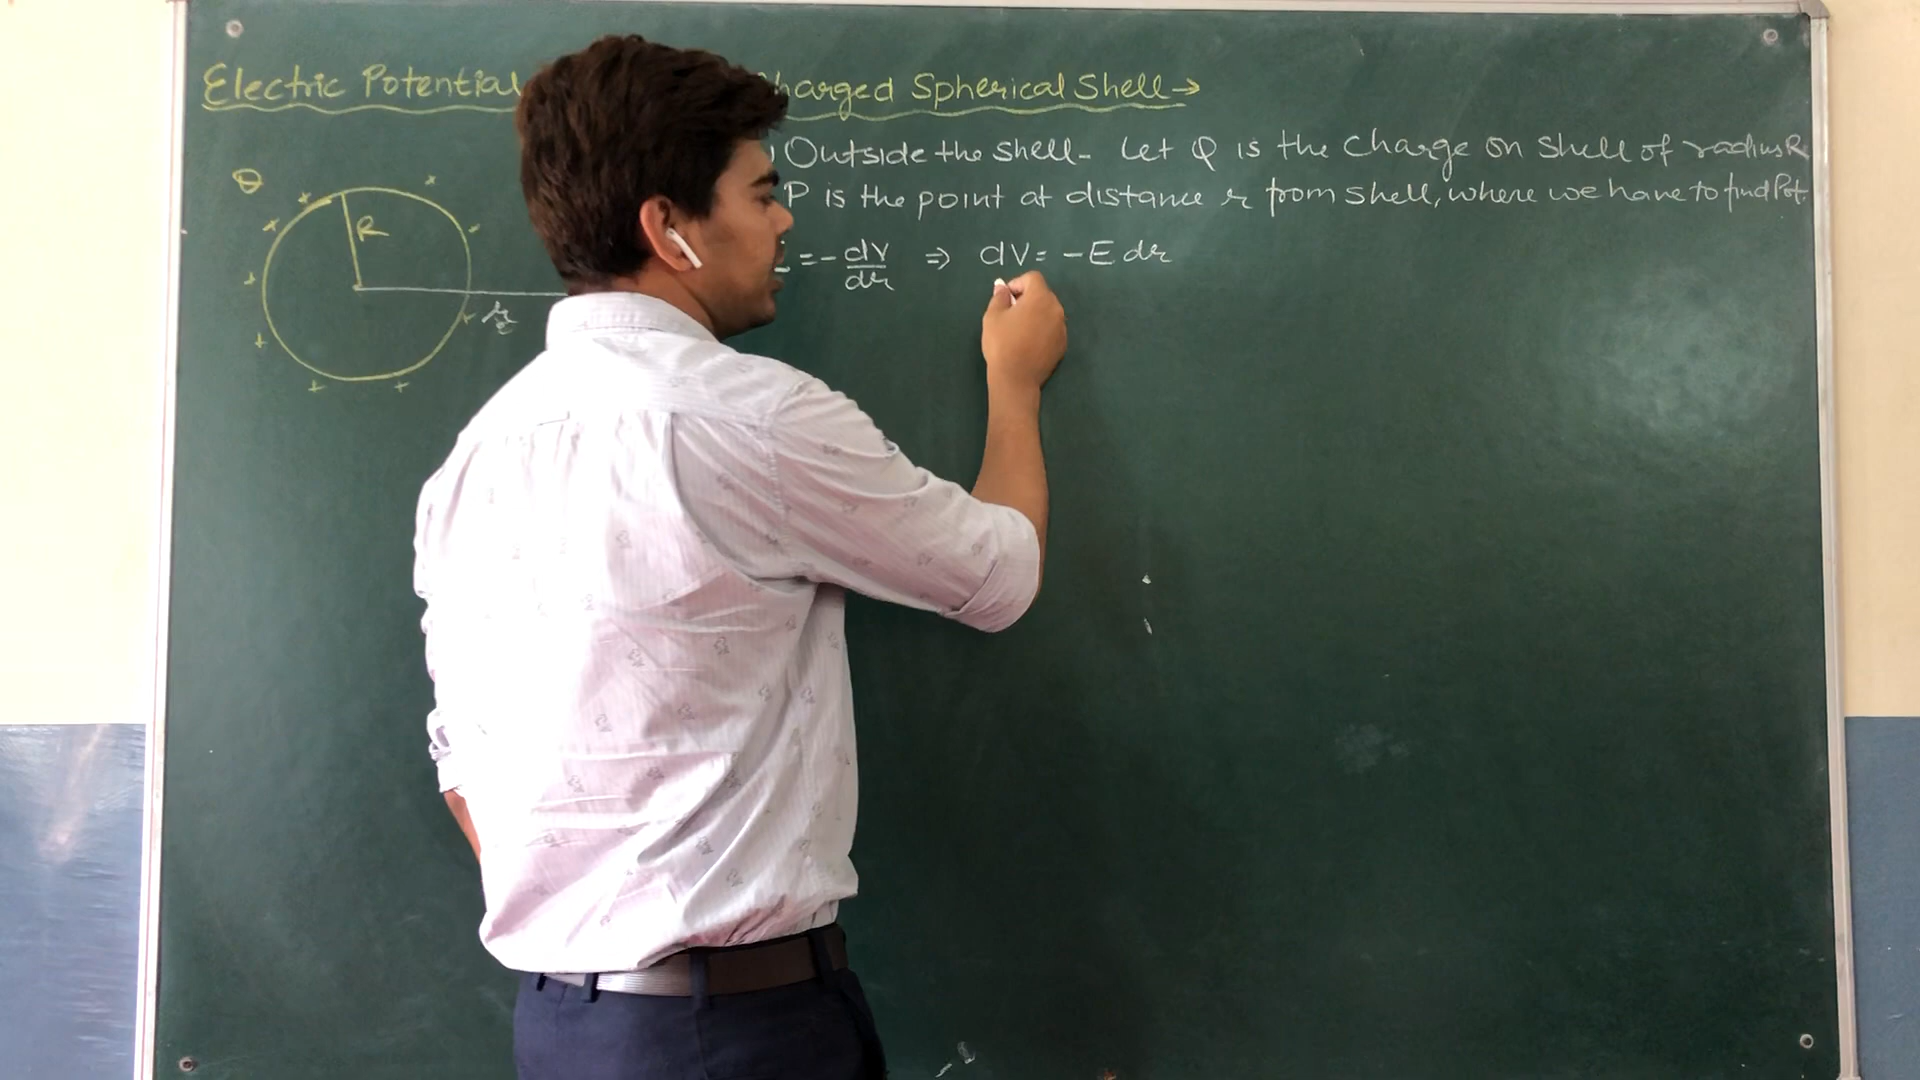 Electric Potential harged Spherical Shell→
Outside the shell- Let Q is the charge on shell of radius R
P is the point at distance r from shell, where we have to find Pot.
= - dV/dr ⇒ dV = -E dr
Q
R
r